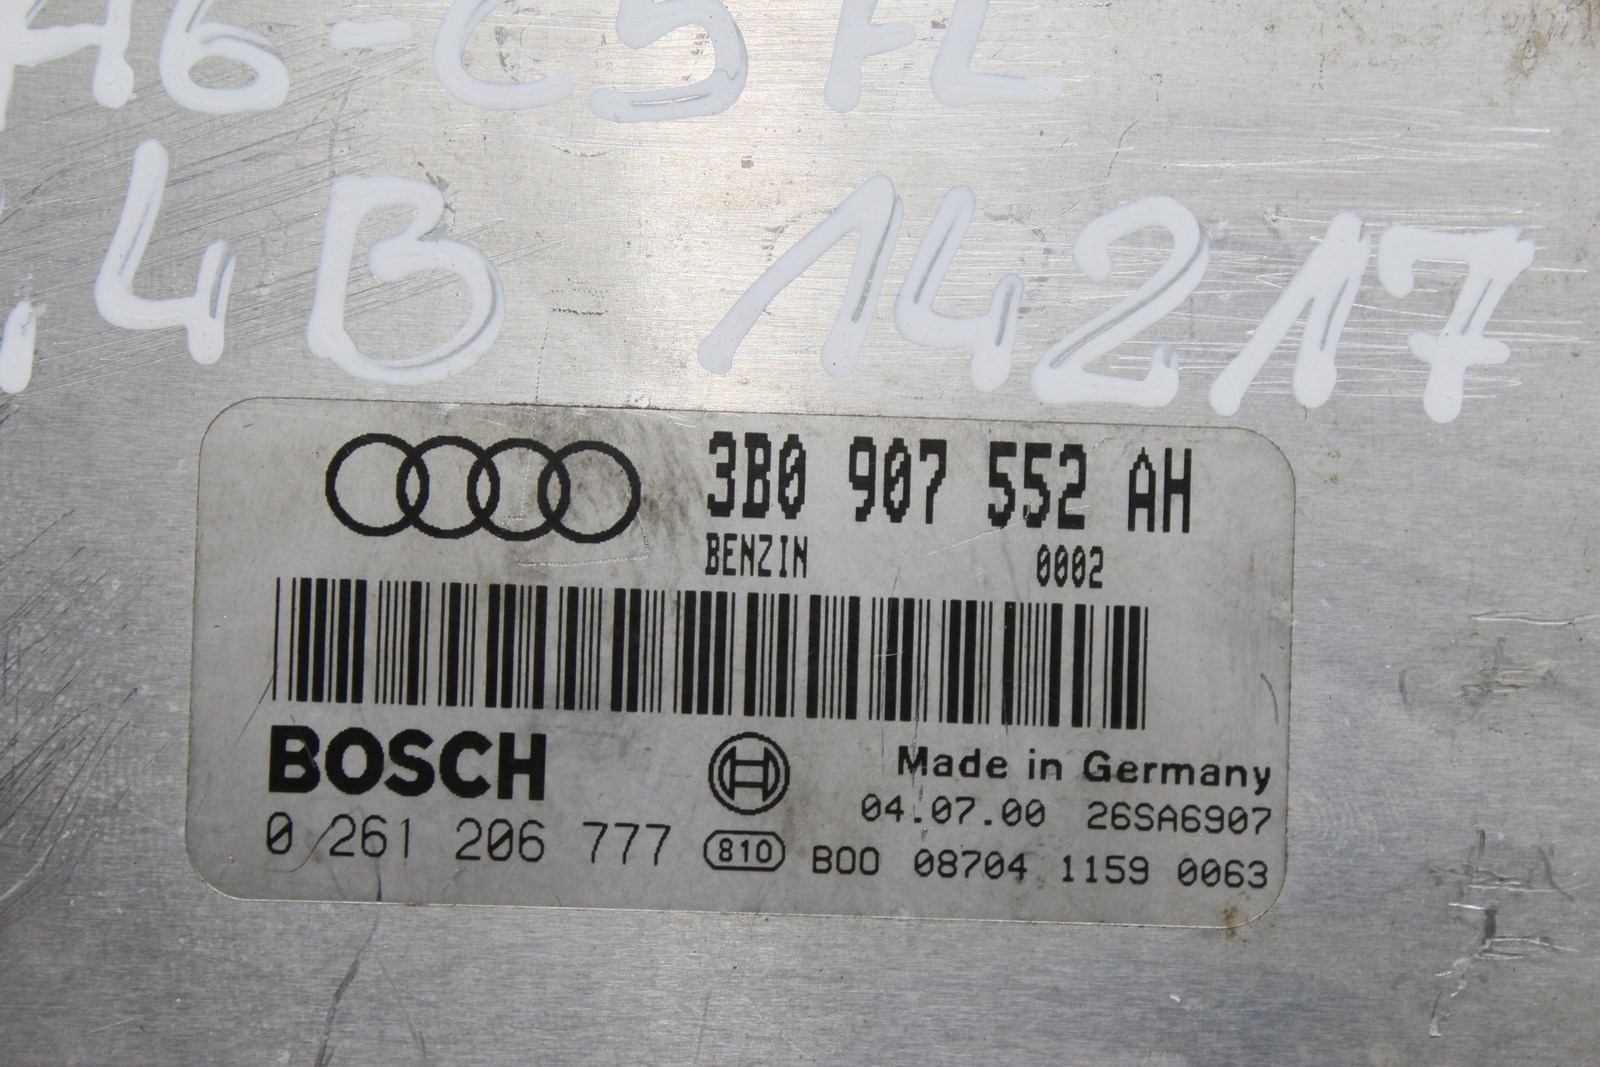 A6-C5 FL
,4B 14217
3B0 907 552 AH
BENZIN 0002
BOSCH
Made in Germany
04.07.00 26SA6907
0 261 206 777 810 B00 08704 1159 0063